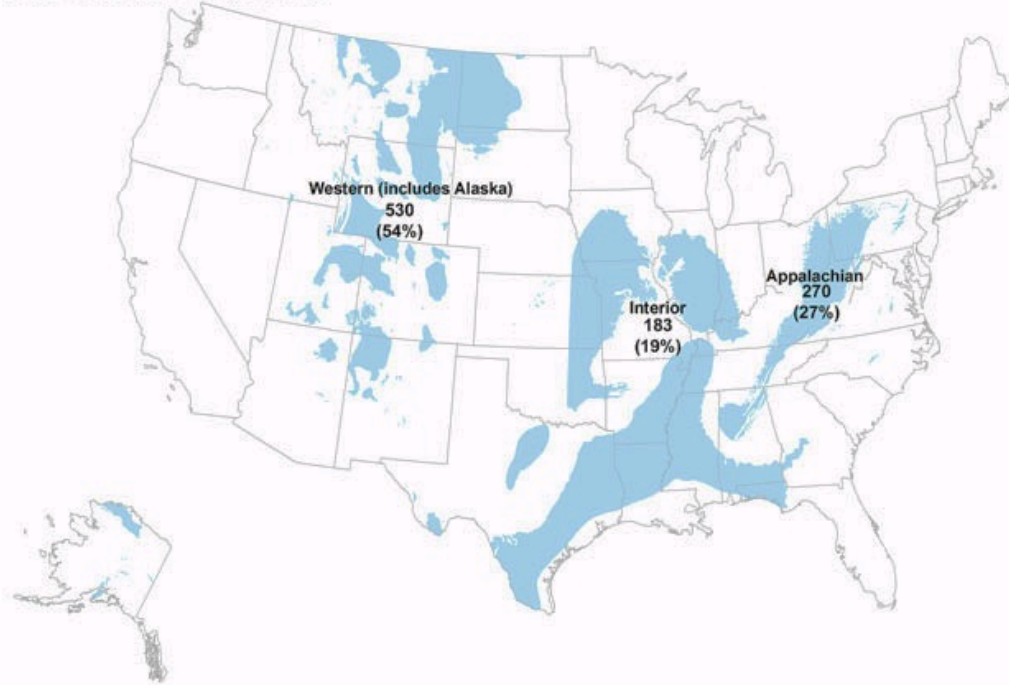 Western (includes Alaska)
530
(54%)
Appalachian
270
(27%)
Interior
183
(19%)